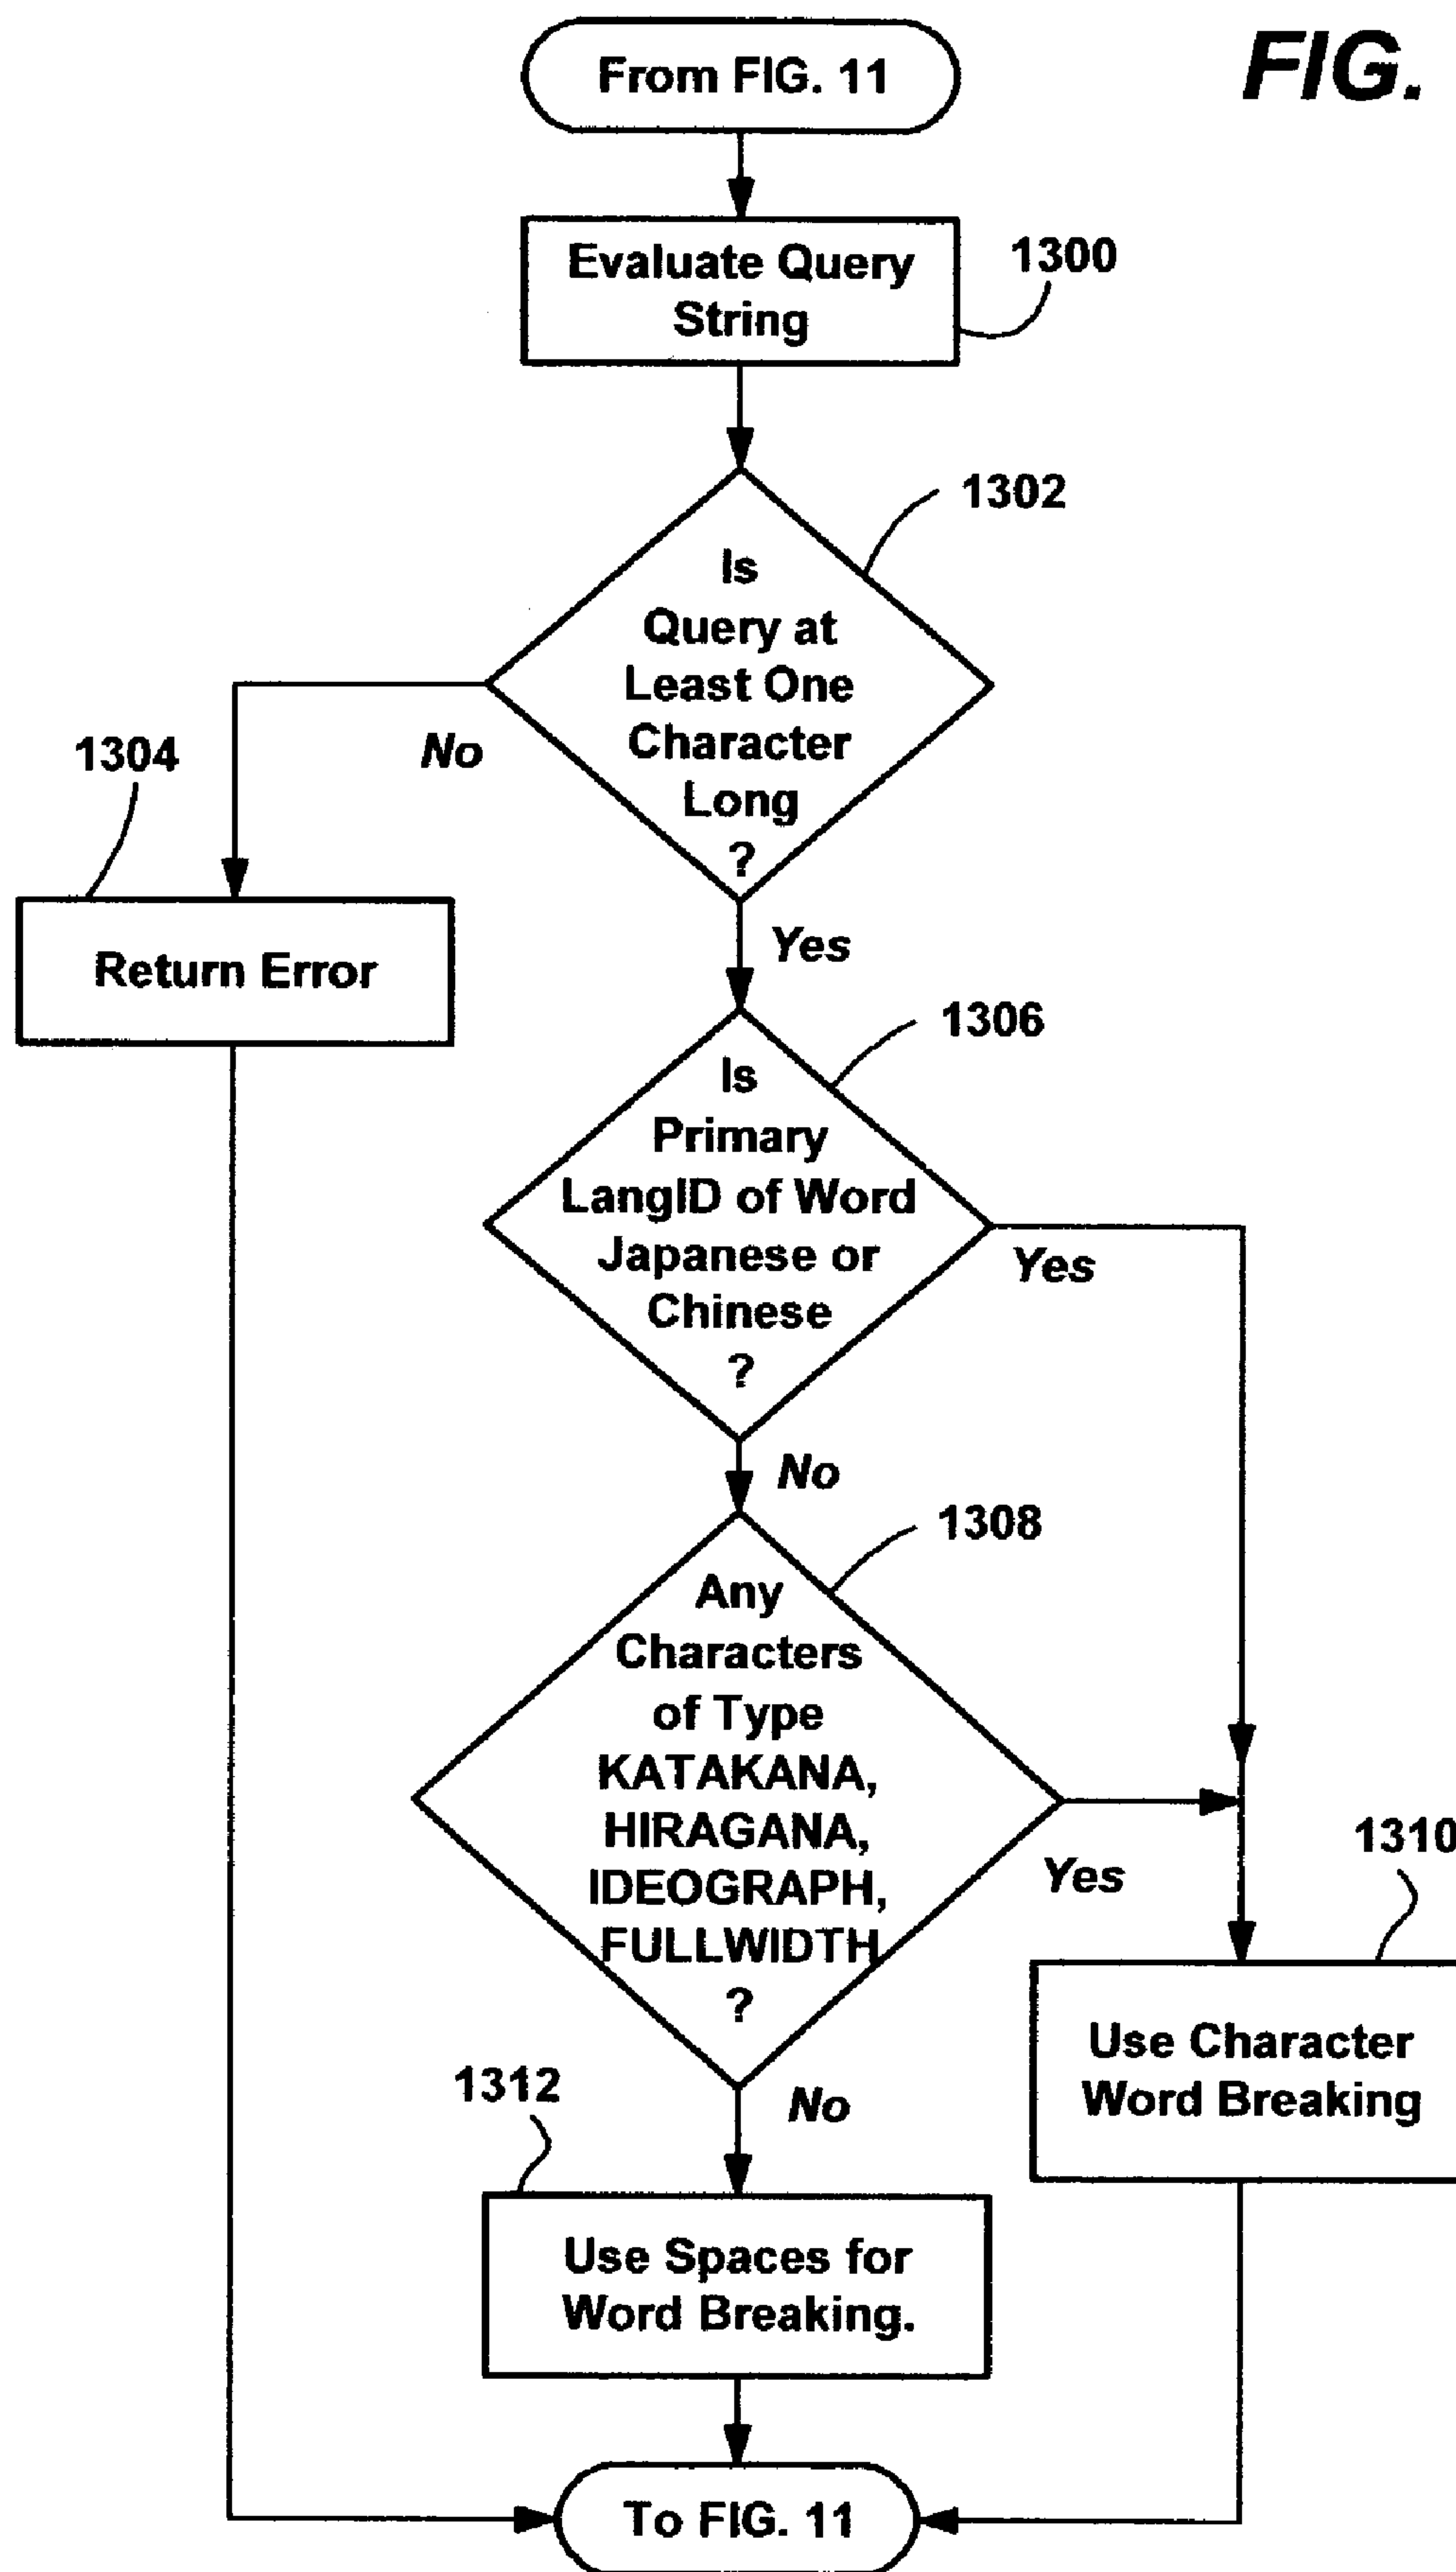 FIG.
From FIG. 11
Evaluate Query
String
1300
1302
Is
Query at
Least One
Character
Long
?
No
Yes
1304
Return Error
1306
Is
Primary
LangID of Word
Japanese or
Chinese
?
Yes
No
1308
Any
Characters
of Type
KATAKANA,
HIRAGANA,
IDEOGRAPH,
FULLWIDTH
?
Yes
No
1310
Use Character
Word Breaking
1312
Use Spaces for
Word Breaking.
To FIG. 11